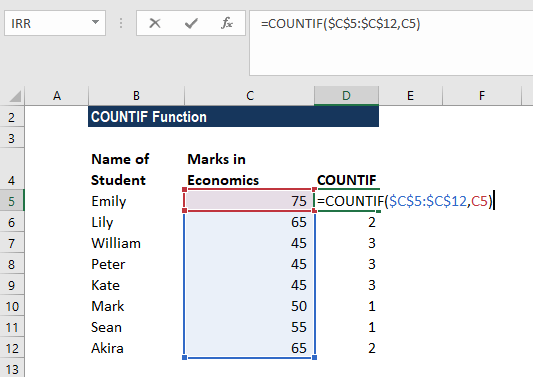 IRR fx =COUNTIF($C$5:$C$12,C5)
A B C D E F
2 COUNTIF Function
3
Name of Marks in
4 Student Economics COUNTIF
5 Emily 75 =COUNTIF($C$5:$C$12,C5)
6 Lily 65 2
7 William 45 3
8 Peter 45 3
9 Kate 45 3
10 Mark 50 1
11 Sean 55 1
12 Akira 65 2
13